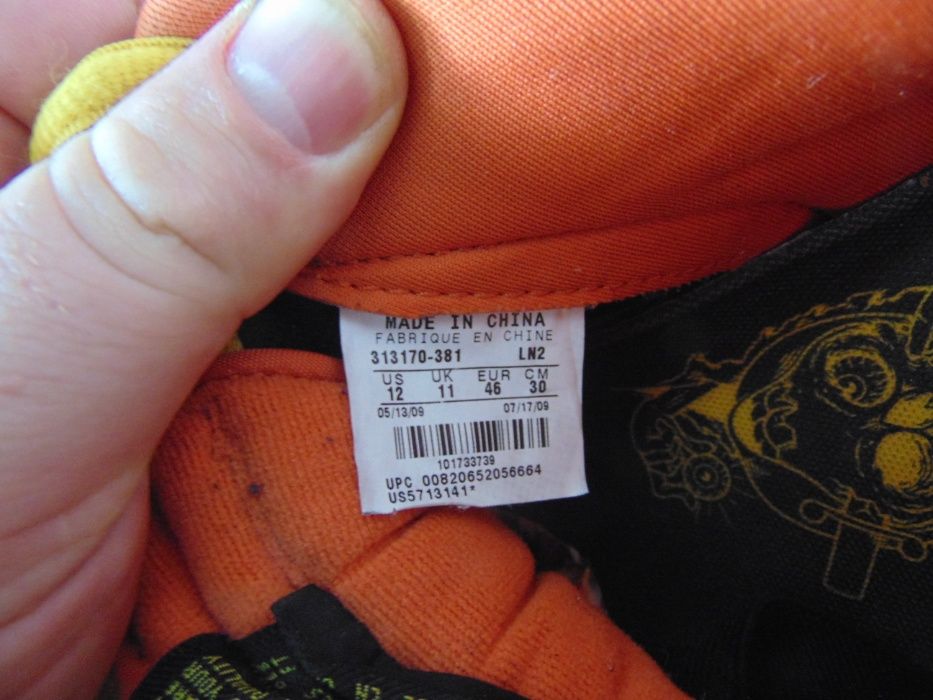 MADE IN CHINA
FABRIQUE EN CHINE
313170-381 LN2
US UK EUR CM
12 11 46 30
05/13/09 07/17/09
101733739
UPC 00820652056664
US5713141*